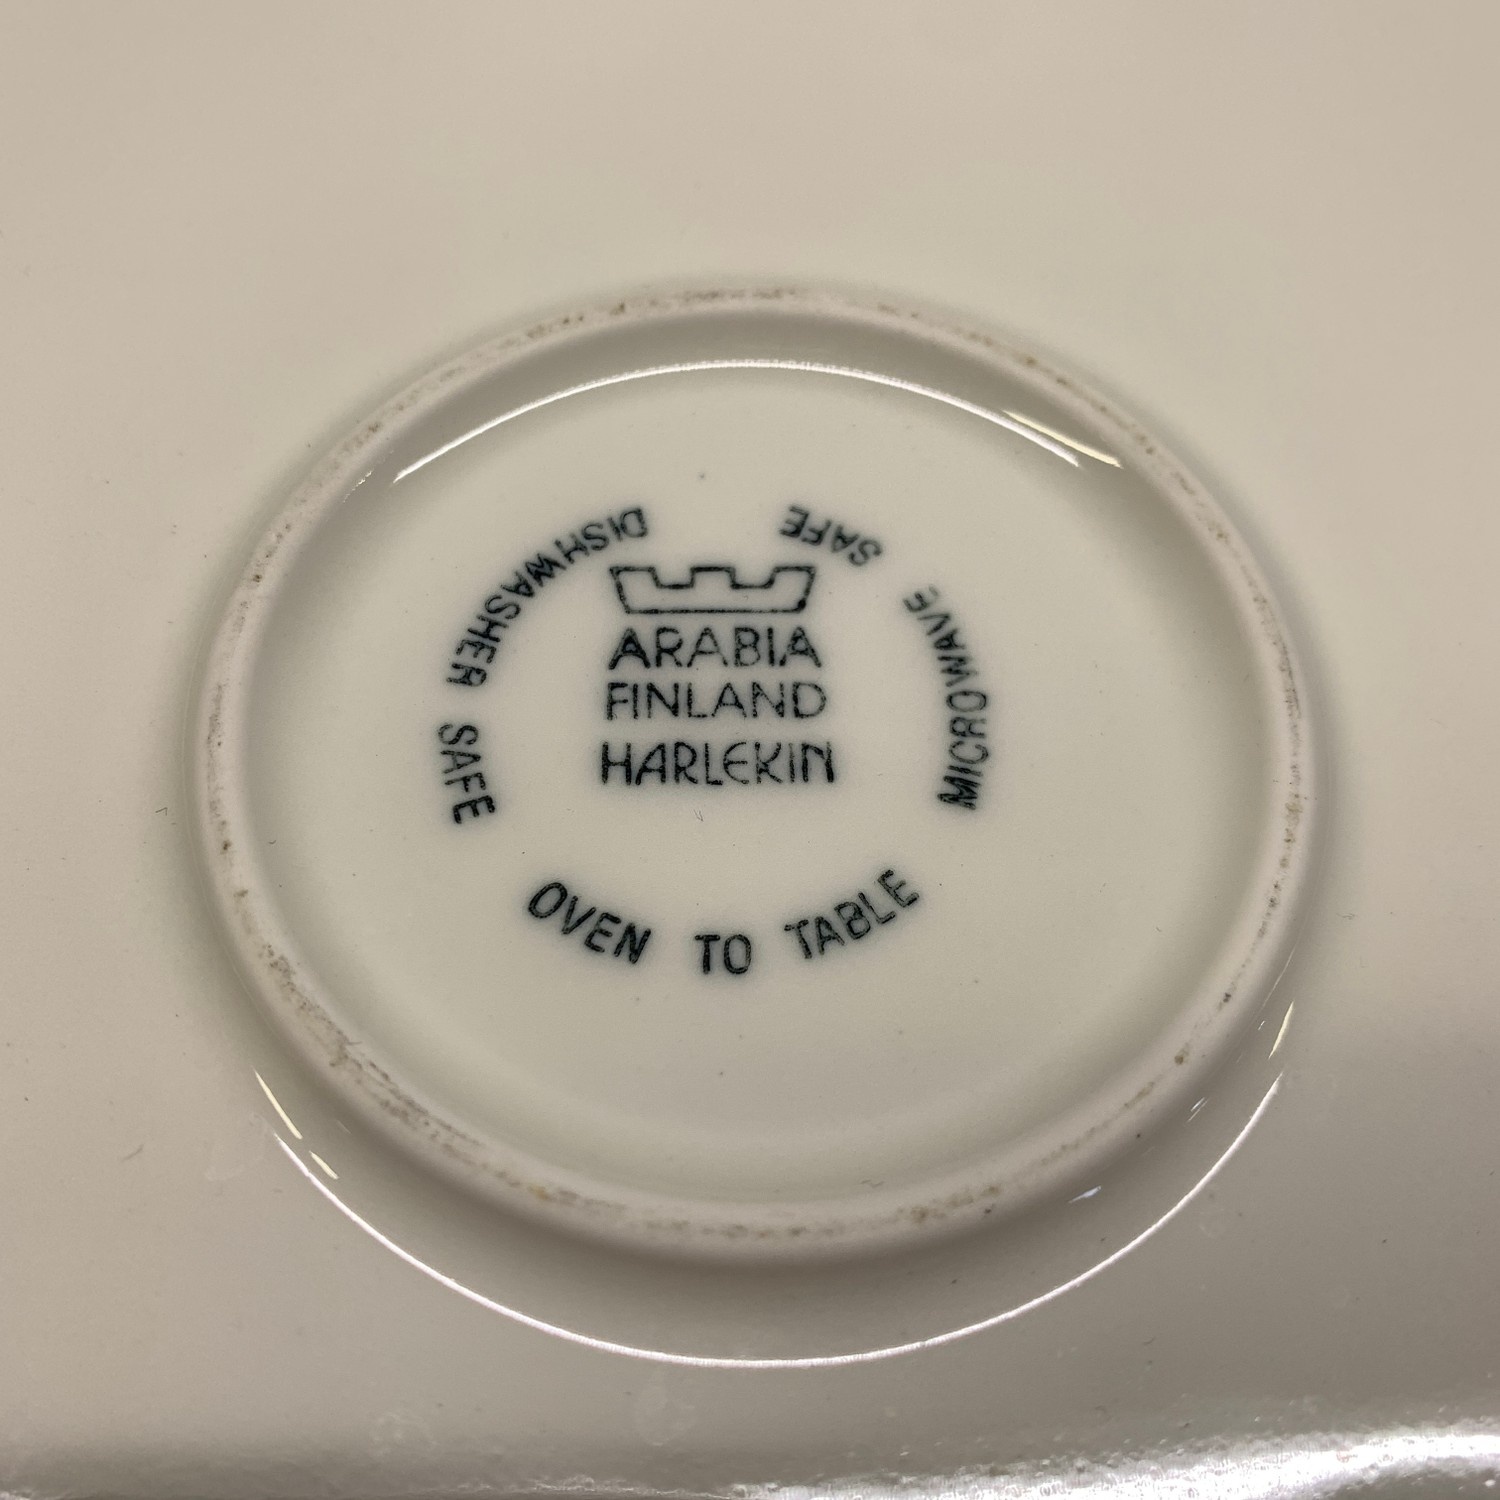 ARABIA
FINLAND
HARLEKIN
DISHWASHER SAFE
OVEN TO TABLE
MICROWAVE SAFE